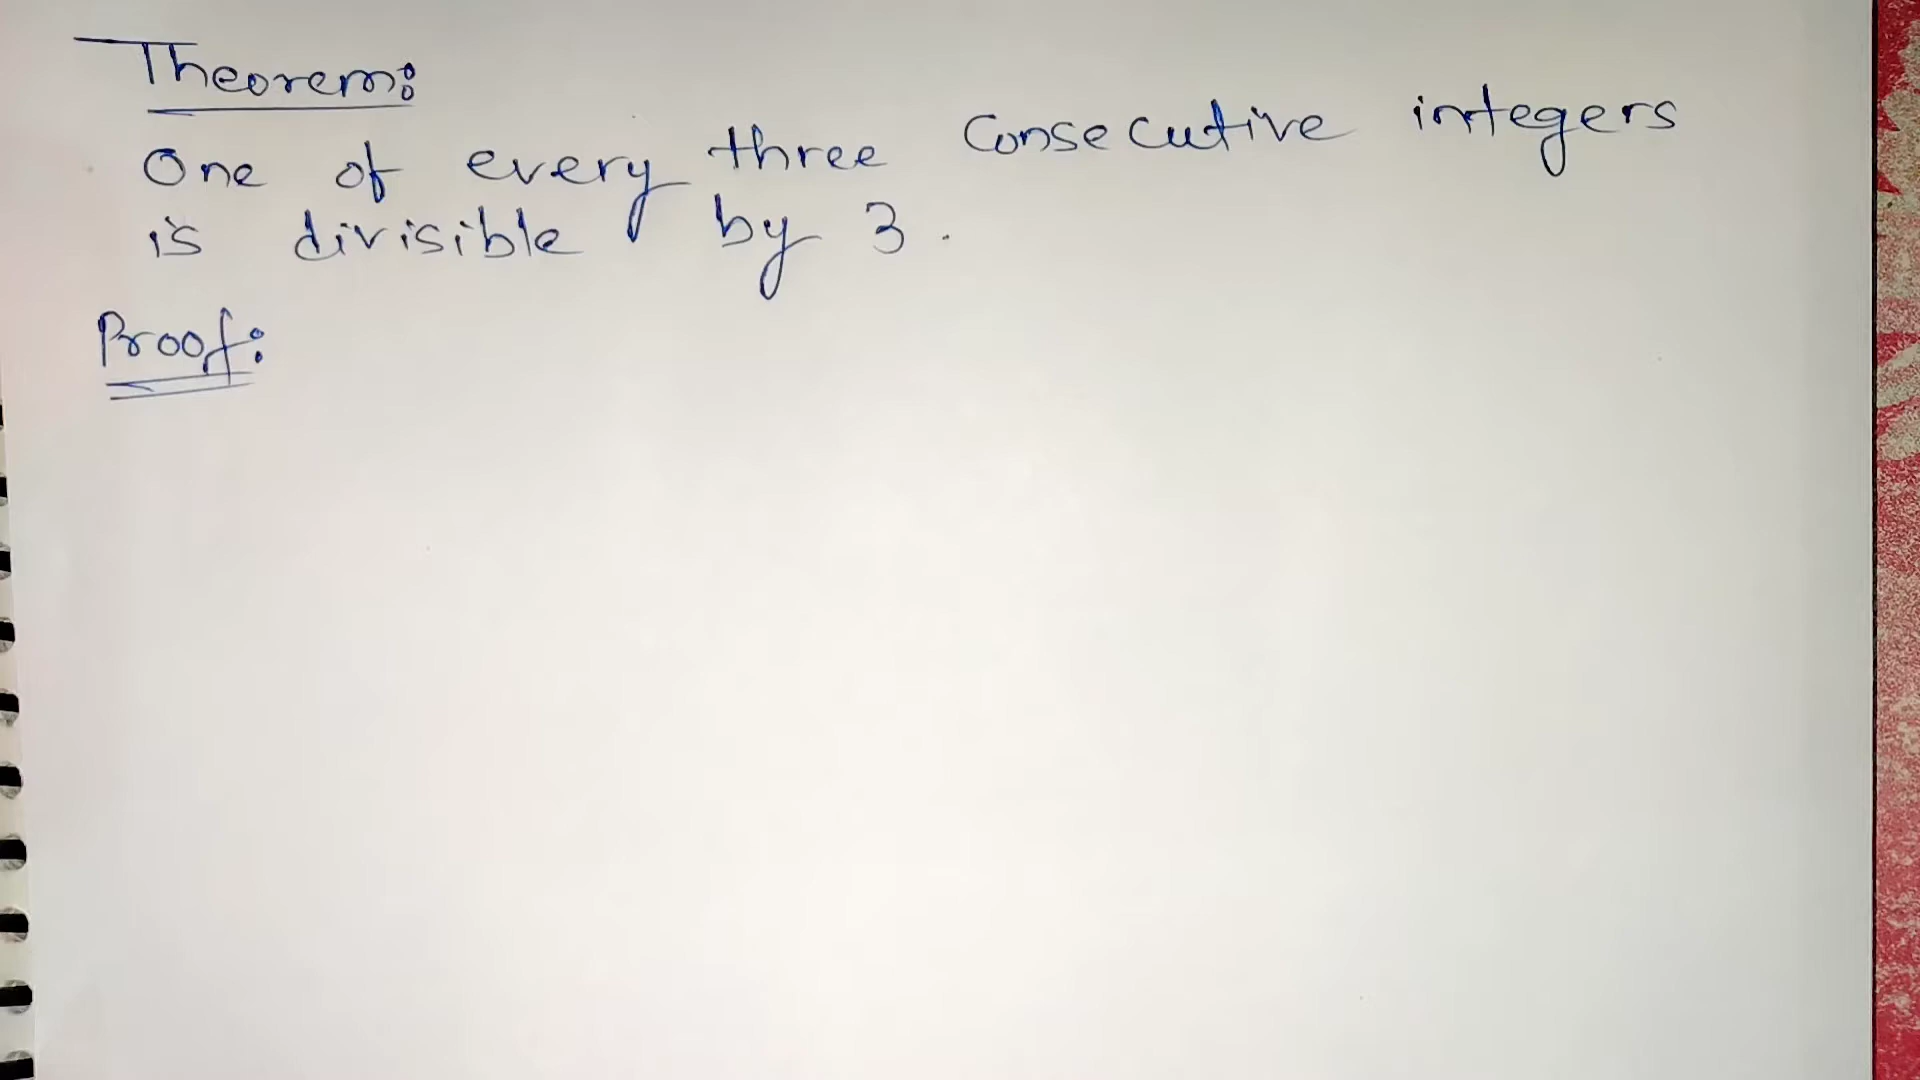 Theorem:
One of every three consecutive integers
is divisible by 3.
Proof: